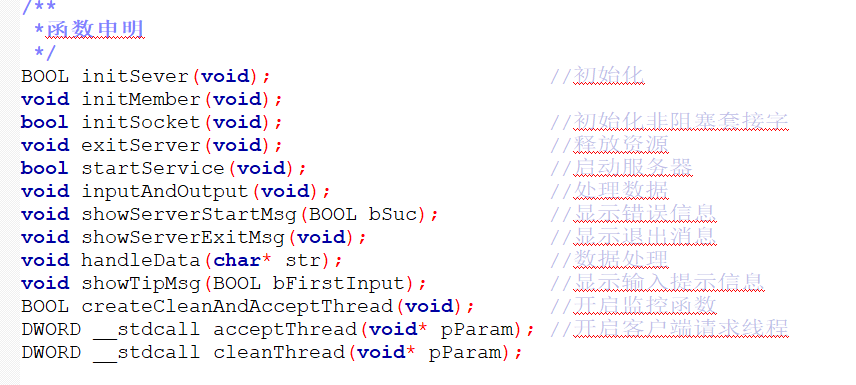 /**
*函数申明
*/
BOOL initSever(void); //初始化
void initMember(void);
bool initSocket(void); //初始化非阻塞套接字
void exitServer(void); //释放资源
bool startService(void); //启动服务器
void inputAndOutput(void); //处理数据
void showServerStartMsg(BOOL bSuc); //显示错误信息
void showServerExitMsg(void); //显示退出消息
void handleData(char* str); //数据处理
void showTipMsg(BOOL bFirstInput); //显示输入提示信息
BOOL createCleanAndAcceptThread(void); //开启监控函数
DWORD __stdcall acceptThread(void* pParam); //开启客户端请求线程
DWORD __stdcall cleanThread(void* pParam);